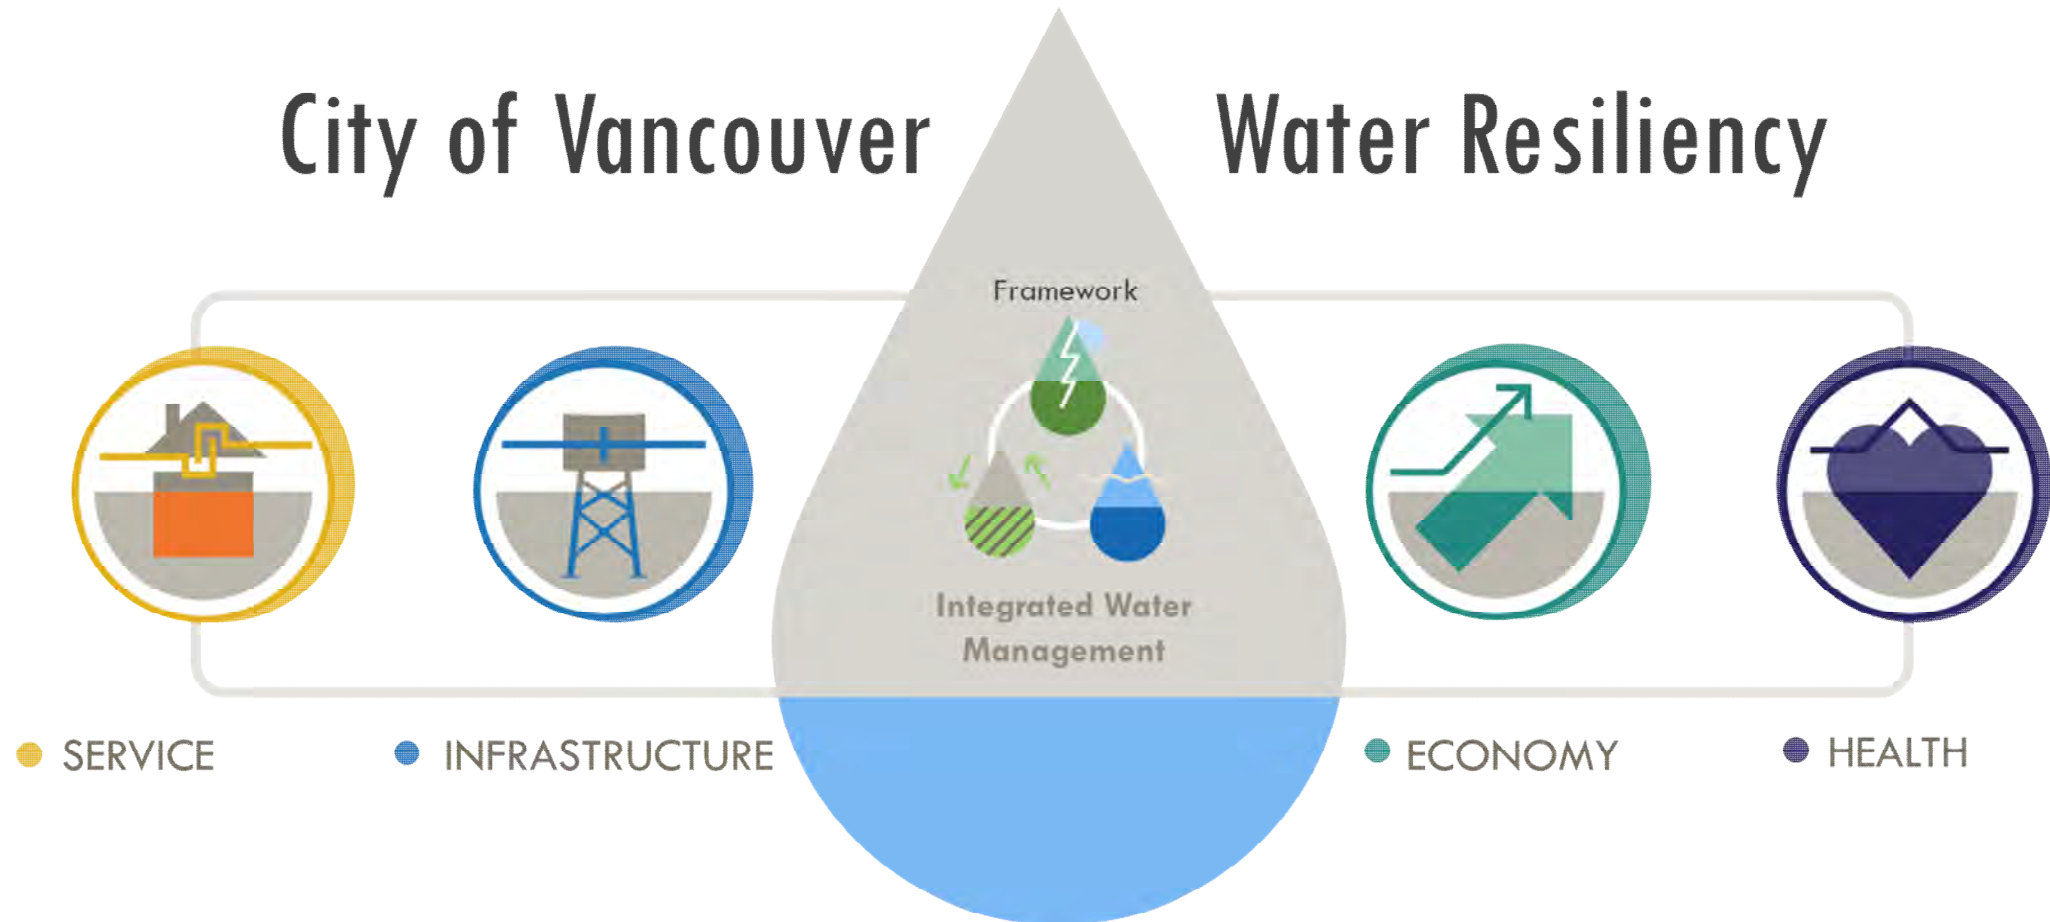 City of Vancouver
Water Resiliency
Framework
Integrated Water
Management
SERVICE
INFRASTRUCTURE
ECONOMY
HEALTH